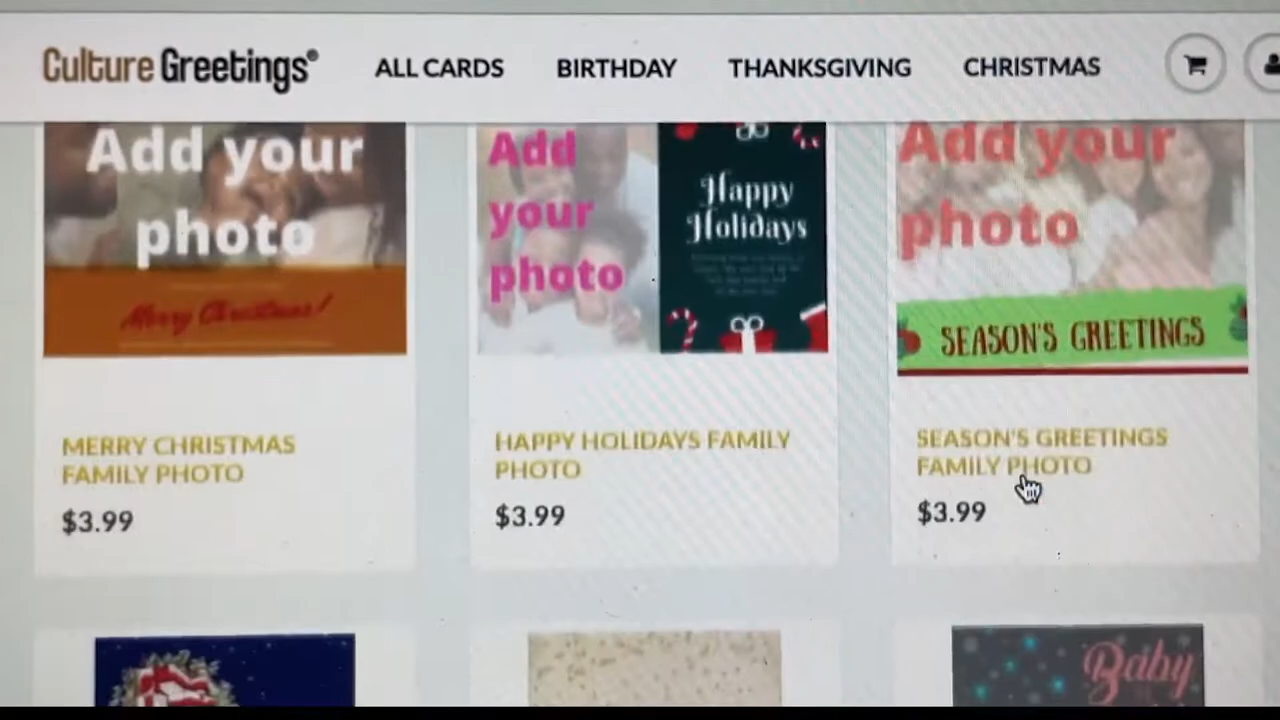 Culture Greetings®
ALL CARDS
BIRTHDAY
THANKSGIVING
CHRISTMAS
Add your
photo
Merry Christmas!
Add
your
photo
Happy
Holidays
Add your
photo
SEASON'S GREETINGS
MERRY CHRISTMAS
FAMILY PHOTO
$3.99
HAPPY HOLIDAYS FAMILY
PHOTO
$3.99
SEASON'S GREETINGS
FAMILY PHOTO
$3.99
Baby